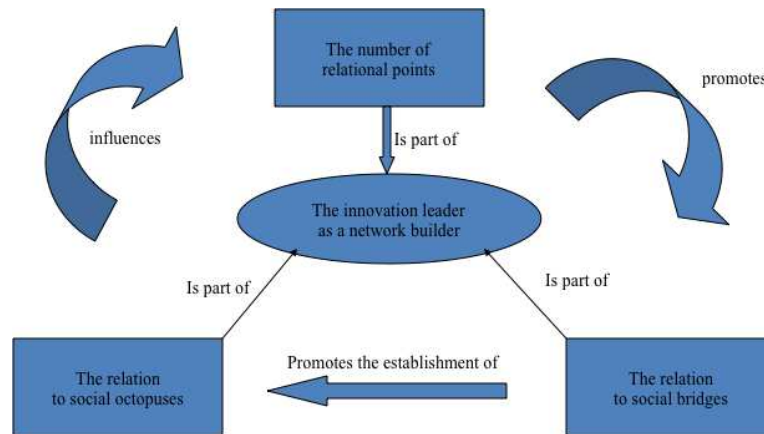 The number of
relational points
promotes
influences
Is part of
The innovation leader
as a network builder
Is part of
Is part of
Promotes the establishment of
The relation
to social octopuses
The relation
to social bridges